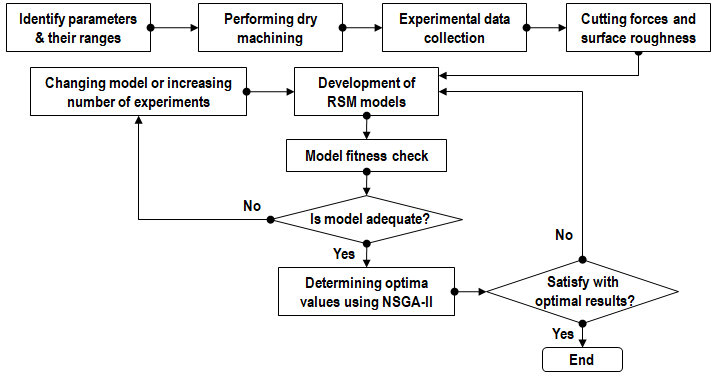 Identify parameters
& their ranges
Performing dry
machining
Experimental data
collection
Cutting forces and
surface roughness
Changing model or increasing
number of experiments
Development of
RSM models
Model fitness check
No
Is model adequate?
Yes
No
Determining optima
values using NSGA-II
Satisfy with
optimal results?
Yes
End